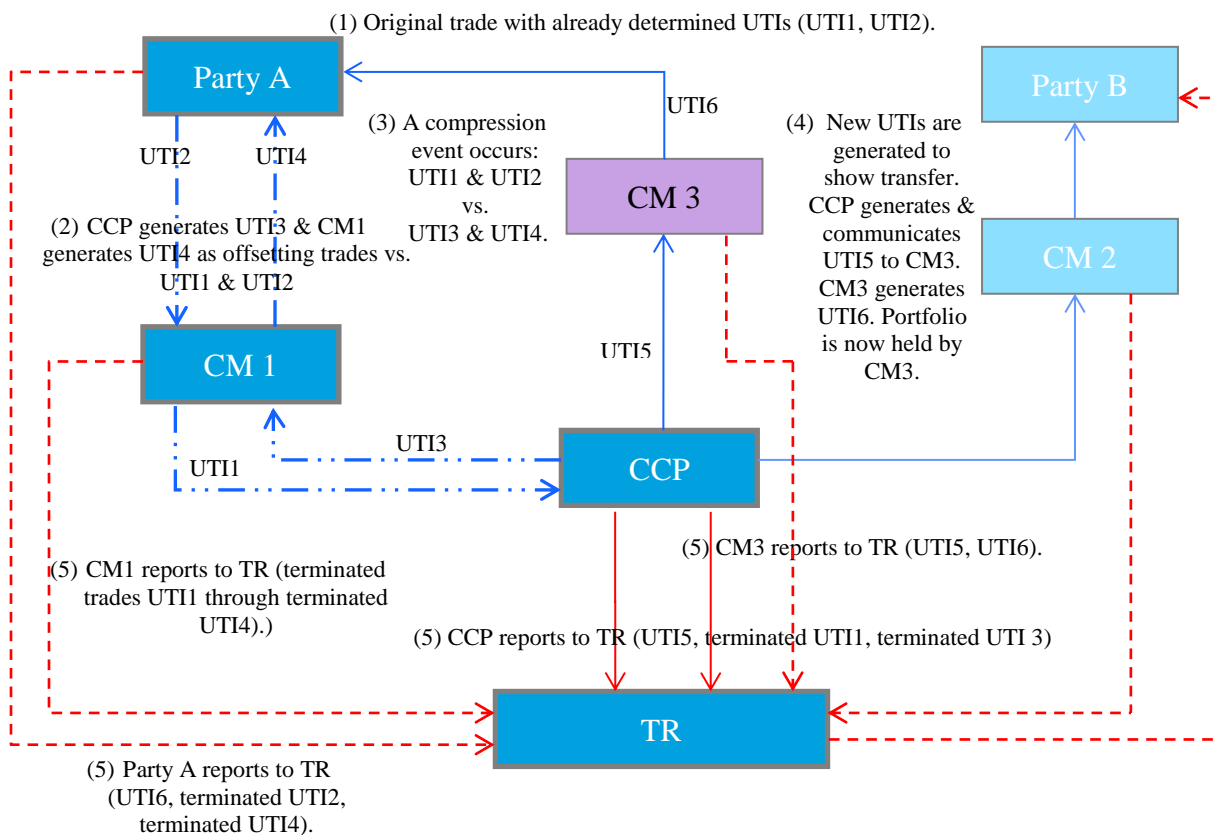 (1) Original trade with already determined UTIs (UTI1, UTI2).
Party A
Party B
UTI6
(3) A compression
event occurs:
UTI1 & UTI2
vs.
UTI3 & UTI4.
(4) New UTIs are
generated to
show transfer.
CCP generates &
communicates
UTI5 to CM3.
CM3 generates
UTI6. Portfolio
is now held by
CM3.
UTI2
UTI4
CM 3
(2) CCP generates UTI3 & CM1
generates UTI4 as offsetting trades vs.
UTI1 & UTI2
CM 2
CM 1
UTI5
UTI3
UTI1
CCP
(5) CM3 reports to TR (UTI5, UTI6).
(5) CM1 reports to TR (terminated
trades UTI1 through terminated
UTI4).)
(5) CCP reports to TR (UTI5, terminated UTI1, terminated UTI 3)
TR
(5) Party A reports to TR
(UTI6, terminated UTI2,
terminated UTI4).